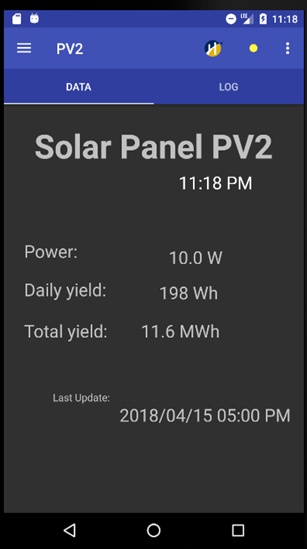 LTE 11:18
PV2
DATA LOG
Solar Panel PV2
11:18 PM
Power: 10.0 W
Daily yield: 198 Wh
Total yield: 11.6 MWh
Last Update:
2018/04/15 05:00 PM